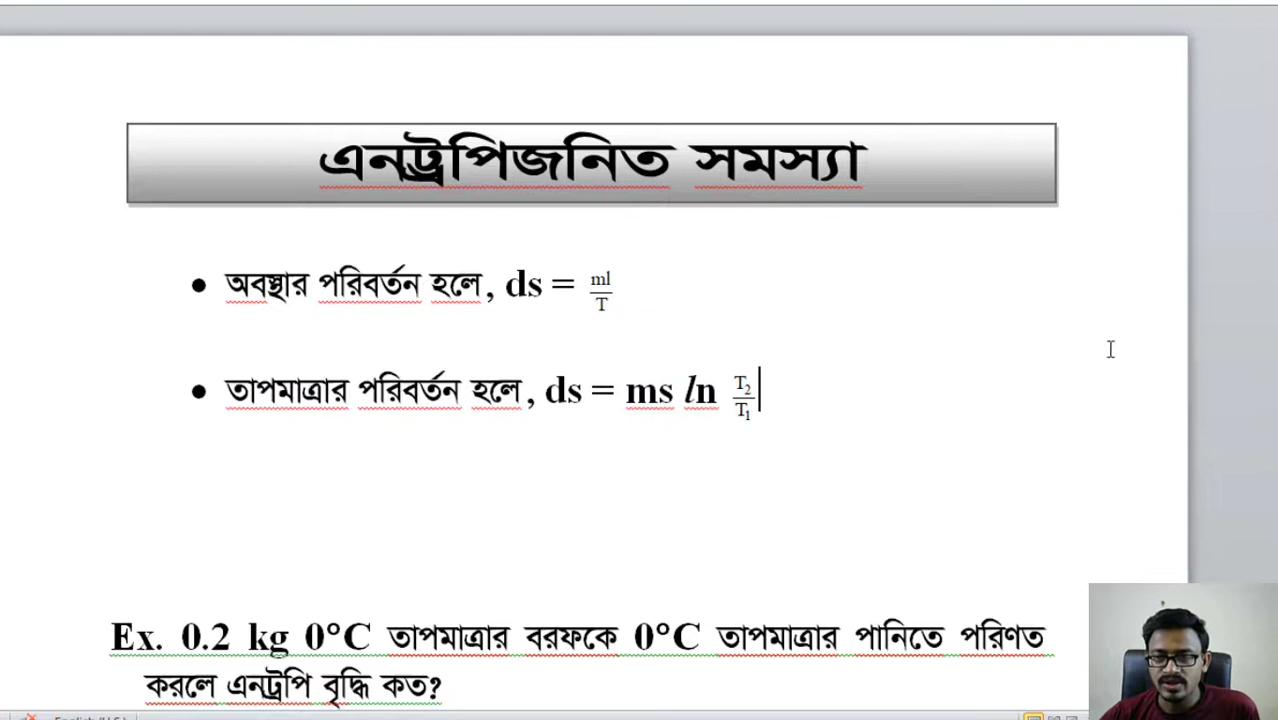 এনট্রপিজনিত সমস্যা
• অবস্থার পরিবর্তন হলে, ds = ml/T
• তাপমাত্রার পরিবর্তন হলে, ds = ms ln T₂/T₁
Ex. 0.2 kg 0°C তাপমাত্রার বরফকে 0°C তাপমাত্রার পানিতে পরিণত
করলে এনট্রপি বৃদ্ধি কত?